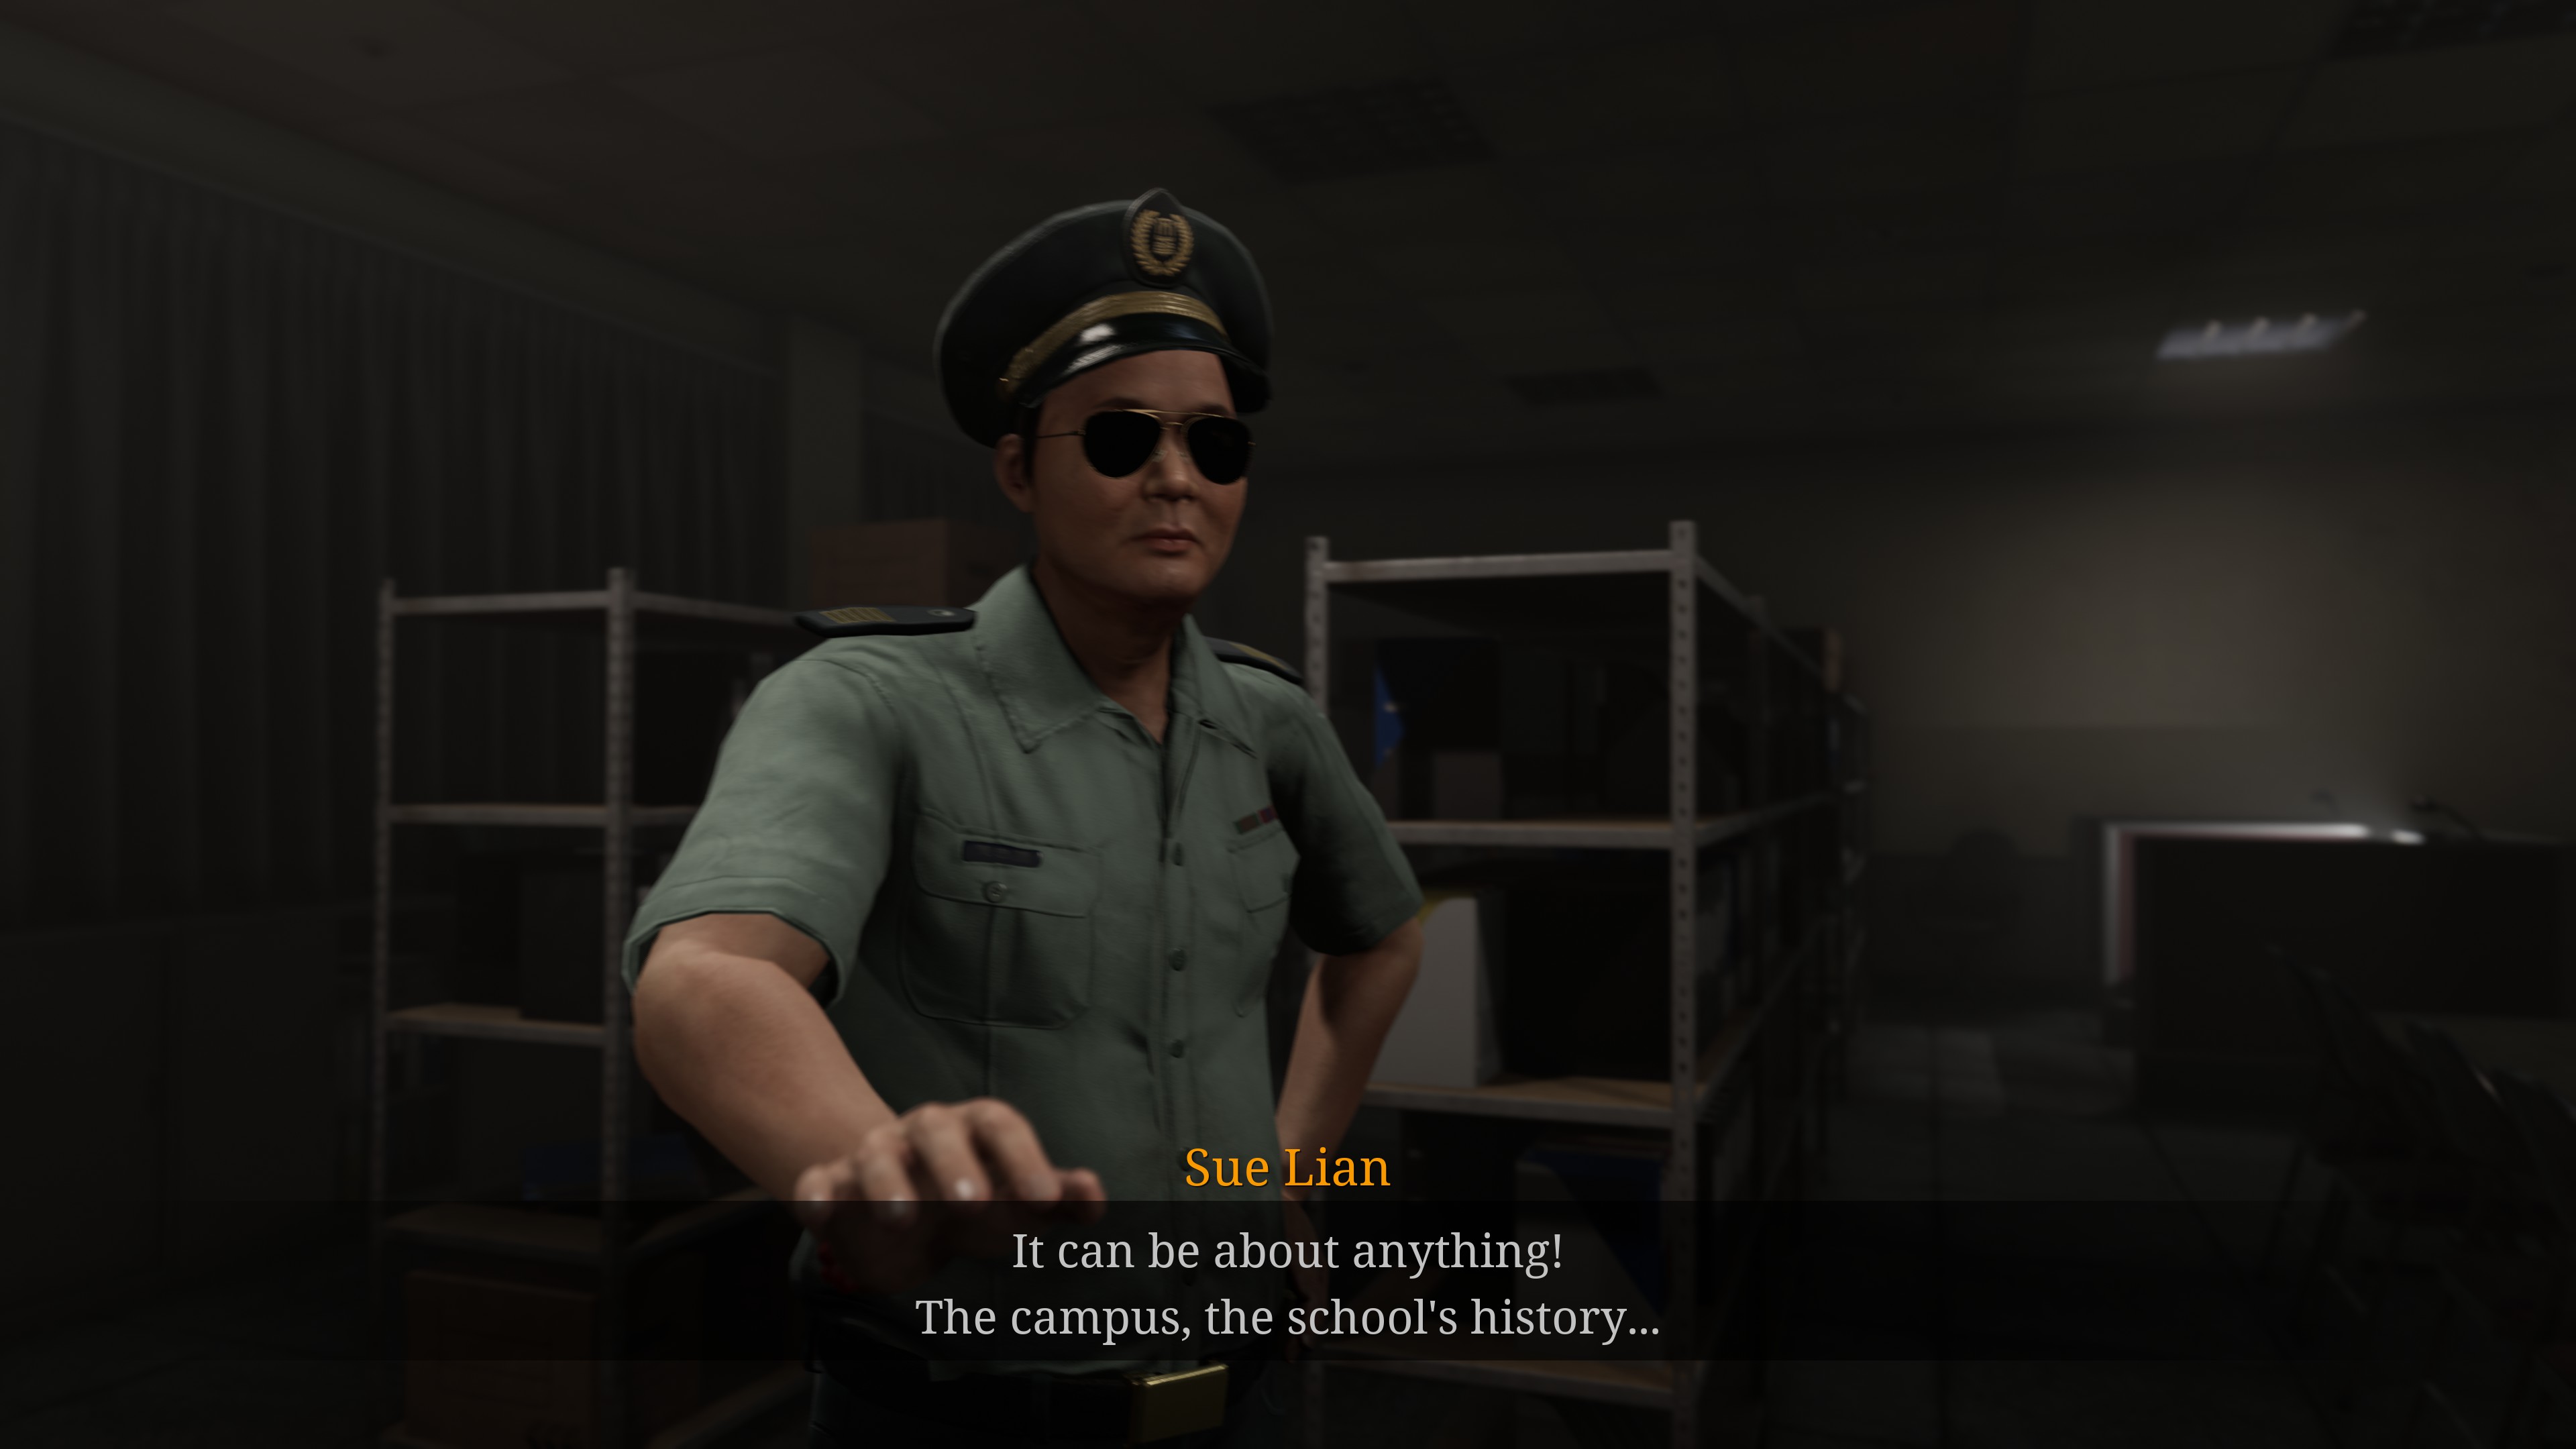 Sue Lian
It can be about anything!
The campus, the school's history...